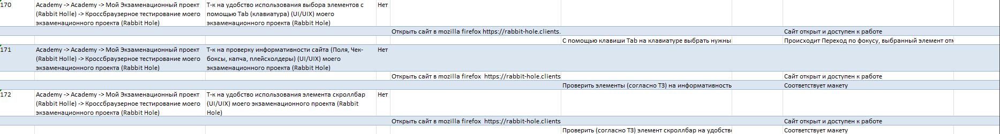 170
Academy -> Academy -> Мой Экзаменационный проект
(Rabbit Holle) -> Кроссбраузерное тестирование моего
экзаменационного проекта (Rabbit Hole)
Т-к на удобство использования выбора элементов с
помощью Tab (клавиатура) (UI/UIX) моего
экзаменационного проекта (Rabbit Hole)
Нет
Открыть сайт в mozilla firefox https://rabbit-hole.clients.
Сайт открыт и доступен к работе
С помощью клавиши Tab на клавиатуре выбрать нужны
Происходит Переход по фокусу, выбранный элемент отм
171
Academy -> Academy -> Мой Экзаменационный проект
(Rabbit Holle) -> Кроссбраузерное тестирование моего
экзаменационного проекта (Rabbit Hole)
Т-к на проверку информативности сайта (Поля, Чек-
боксы, капча, плейсхолдеры) (UI/UIX) моего
экзаменационного проекта (Rabbit Hole)
Нет
Открыть сайт в mozilla firefox  https://rabbit-hole.clients
Сайт открыт и доступен к работе
Проверить элементы (согласно ТЗ) на информативность
Соответствует макету
172
Academy -> Academy -> Мой Экзаменационный проект
(Rabbit Holle) -> Кроссбраузерное тестирование моего
экзаменационного проекта (Rabbit Hole)
Т-к на удобство использования элемента скроллбар
(UI/UIX) моего экзаменационного проекта (Rabbit
Hole)
Нет
Открыть сайт в mozilla firefox  https://rabbit-hole.clients
Сайт открыт и доступен к работе
Проверить (согласно ТЗ) элемент скроллбар на удобство
Соответствует макету